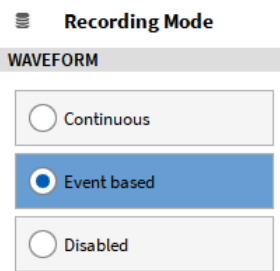 Recording Mode
WAVEFORM
Continuous
Event based
Disabled